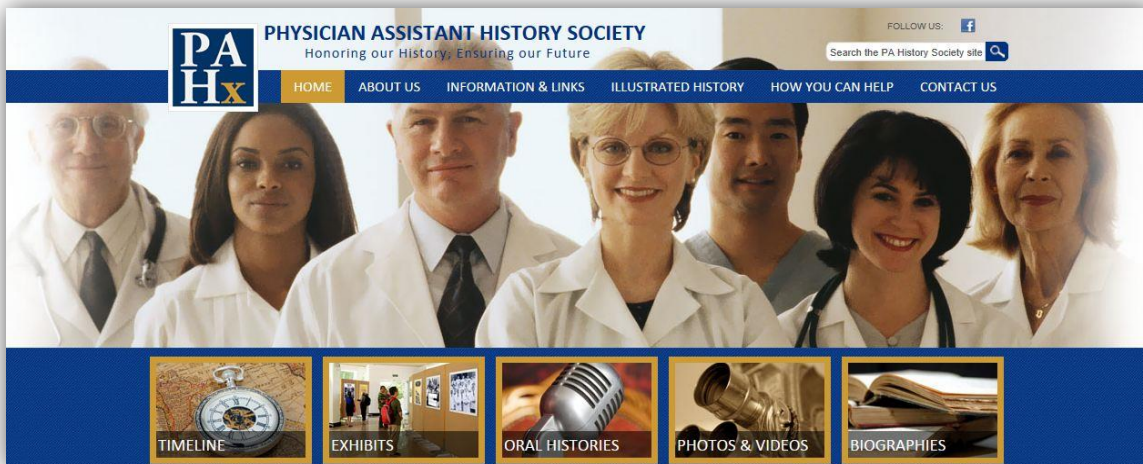 PHYSICIAN ASSISTANT HISTORY SOCIETY
Honoring our History, Ensuring our Future
FOLLOW US: f
Search the PA History Society site
PA
Hx
HOME ABOUT US INFORMATION & LINKS ILLUSTRATED HISTORY HOW YOU CAN HELP CONTACT US
TIMELINE EXHIBITS ORAL HISTORIES PHOTOS & VIDEOS BIOGRAPHIES